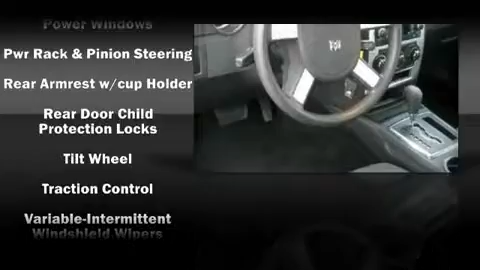 Power Windows
Pwr Rack & Pinion Steering
Rear Armrest w/cup Holder
Rear Door Child
Protection Locks
Tilt Wheel
Traction Control
Variable-Intermittent
Windshield Wipers